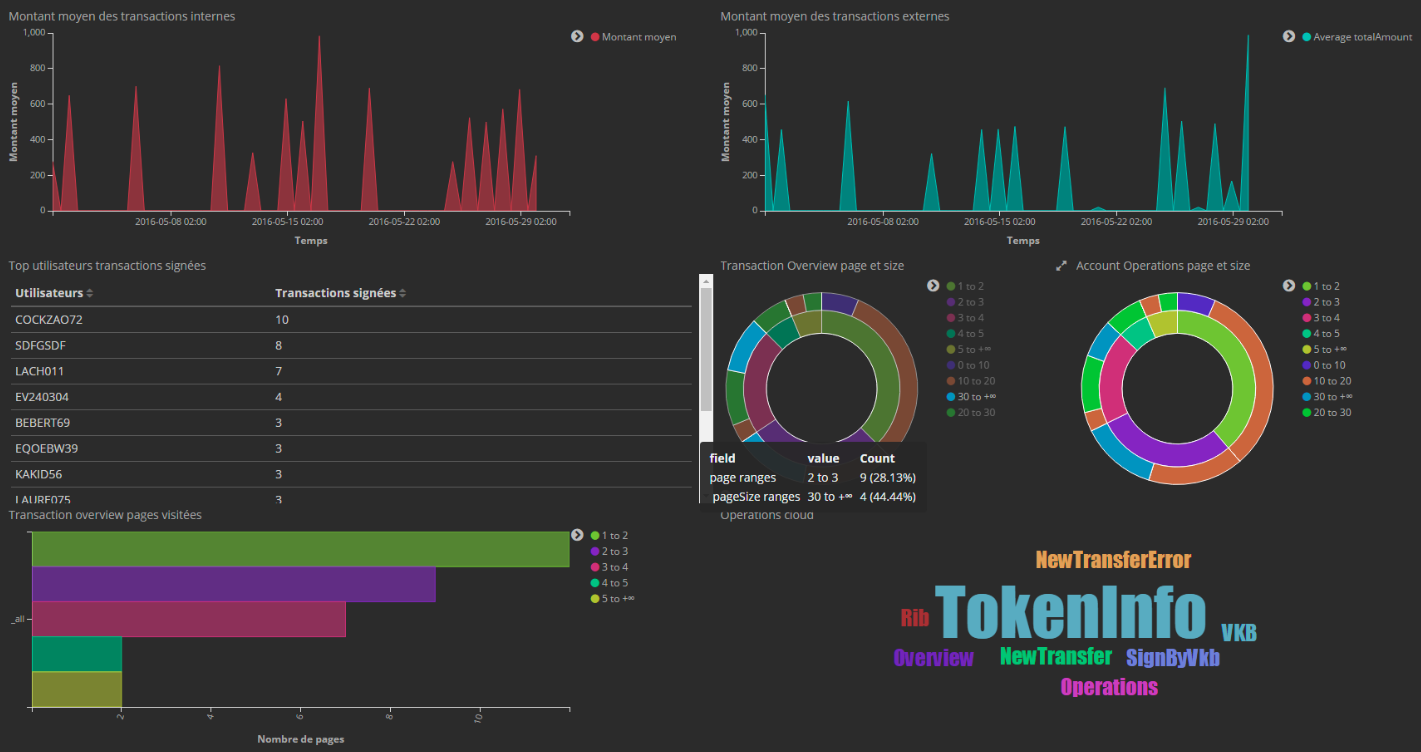 Montant moyen des transactions internes
Montant moyen
1,000
800
600
400
200
0
Montant moyen
2016-05-08 02:00 2016-05-15 02:00 2016-05-22 02:00 2016-05-29 02:00
Temps
Montant moyen des transactions externes
Average totalAmount
1,000
800
600
400
200
0
Montant moyen
2016-05-08 02:00 2016-05-15 02:00 2016-05-22 02:00 2016-05-29 02:00
Temps
Top utilisateurs transactions signées
Utilisateurs Transactions signées
COCKZAO72 10
SDFGSDF 8
LACH011 7
EV240304 4
BEBERT69 3
EQOEBW39 3
KAKID56 3
LAURE075 3
Transaction Overview page et size
1 to 2
2 to 3
3 to 4
4 to 5
5 to +∞
0 to 10
10 to 20
30 to +∞
20 to 30
field value Count
page ranges 2 to 3 9 (28.13%)
pageSize ranges 30 to +∞ 4 (44.44%)
Account Operations page et size
1 to 2
2 to 3
3 to 4
4 to 5
5 to +∞
0 to 10
10 to 20
30 to +∞
20 to 30
Transaction overview pages visitées
1 to 2
2 to 3
3 to 4
4 to 5
5 to +∞
_all
2 4 6 8 10
Nombre de pages
Operations cloud
NewTransferError
Rib TokenInfo VKB
Overview NewTransfer SignByVkb
Operations